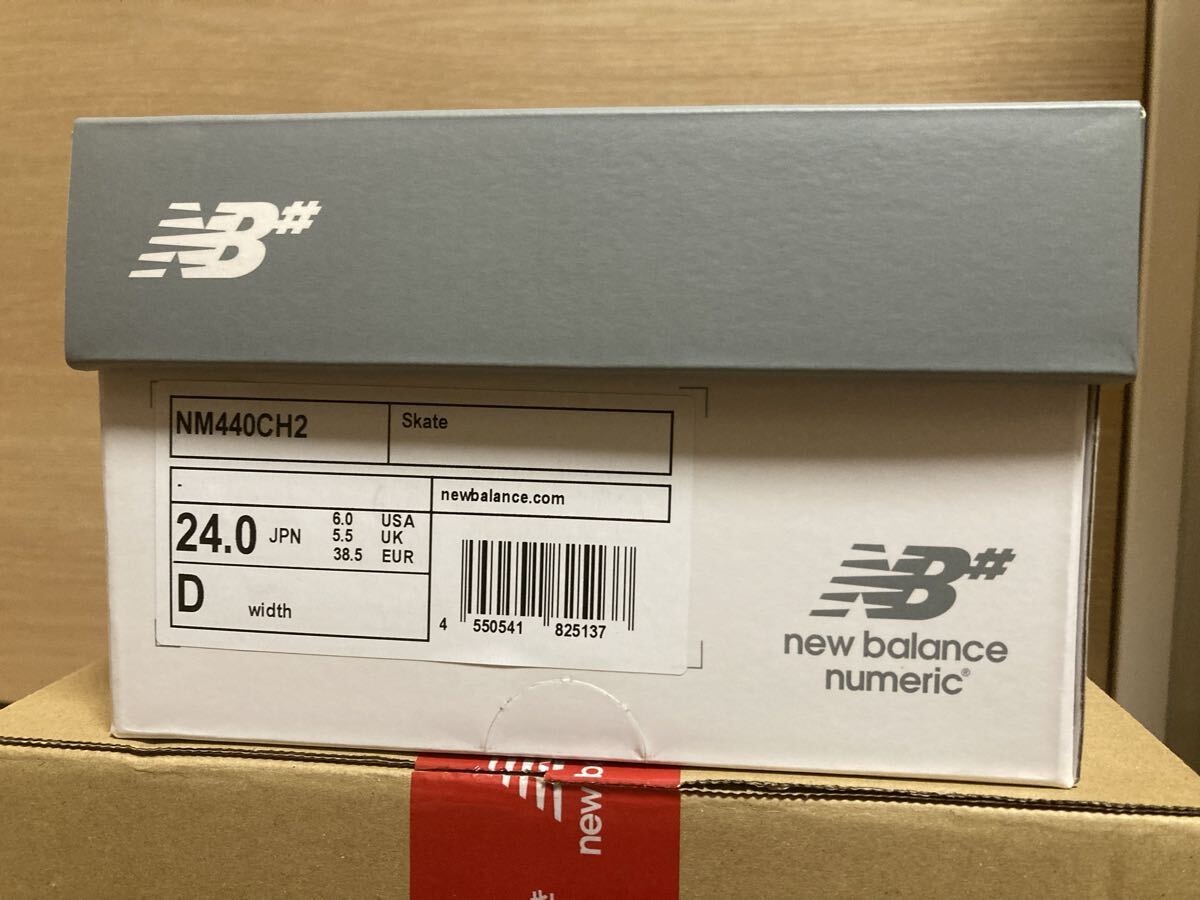 NB#
NM440CH2
Skate
-
newbalance.com
24.0 JPN
6.0 USA
5.5 UK
38.5 EUR
D width
4 550541 825137
NB#
new balance
numeric®
new b
#